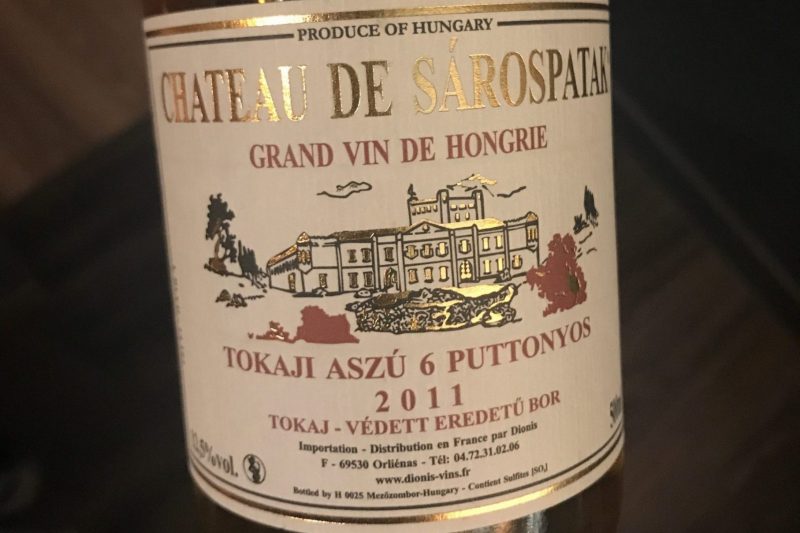 PRODUCE OF HUNGARY
CHATEAU DE SÁROSPATAK
GRAND VIN DE HONGRIE
TOKAJI ASZÚ 6 PUTTONYOS
2011
TOKAJ - VÉDETT EREDETŰ BOR
Importation - Distribution en France par Dionis
F - 69530 Orliénas - Tél: 04.72.31.02.06
www.dionis-vins.fr
Bottled by H 0025 Mezőzombor-Hungary - Contient Sulfites
vol.